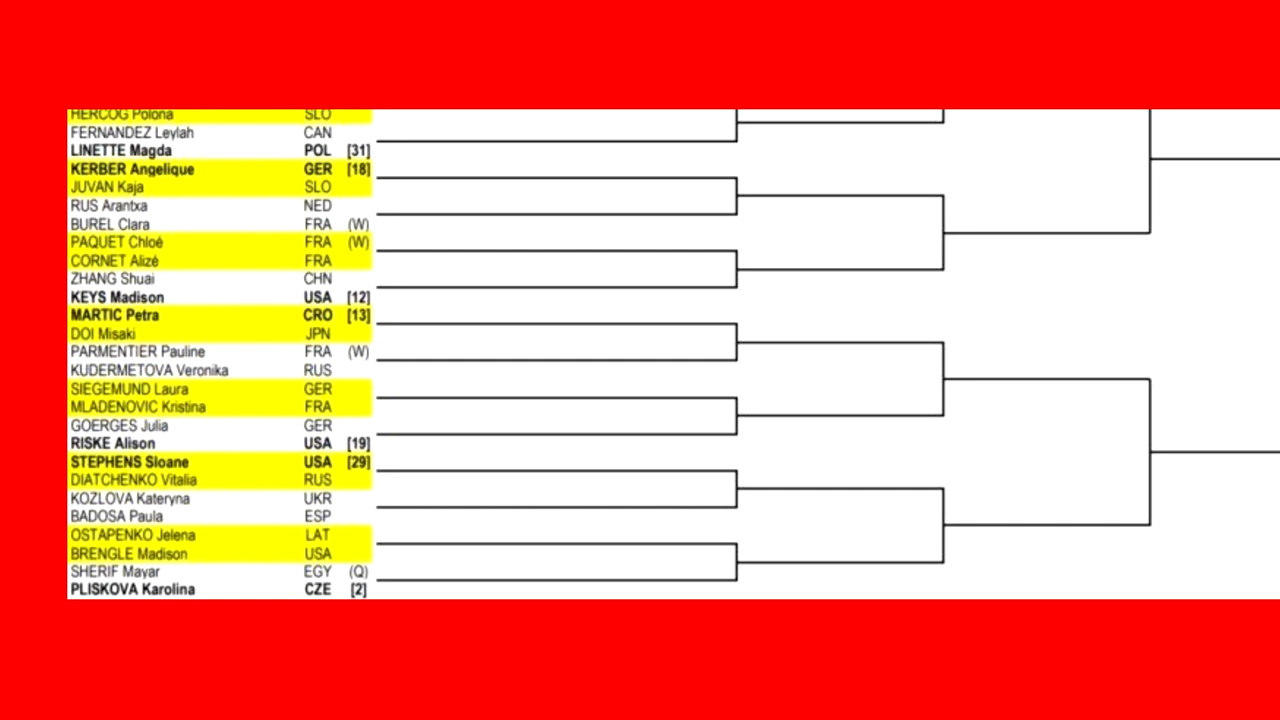 HERCOG Polona SLO
FERNANDEZ Leylah CAN
LINETTE Magda POL [31]
KERBER Angelique GER [18]
JUVAN Kaja SLO
RUS Arantxa NED
BUREL Clara FRA (W)
PAQUET Chloé FRA (W)
CORNET Alizé FRA
ZHANG Shuai CHN
KEYS Madison USA [12]
MARTIC Petra CRO [13]
DOI Misaki JPN
PARMENTIER Pauline FRA (W)
KUDERMETOVA Veronika RUS
SIEGEMUND Laura GER
MLADENOVIC Kristina FRA
GOERGES Julia GER
RISKE Alison USA [19]
STEPHENS Sloane USA [29]
DIATCHENKO Vitalia RUS
KOZLOVA Kateryna UKR
BADOSA Paula ESP
OSTAPENKO Jelena LAT
BRENGLE Madison USA
SHERIF Mayar EGY (Q)
PLISKOVA Karolina CZE [2]